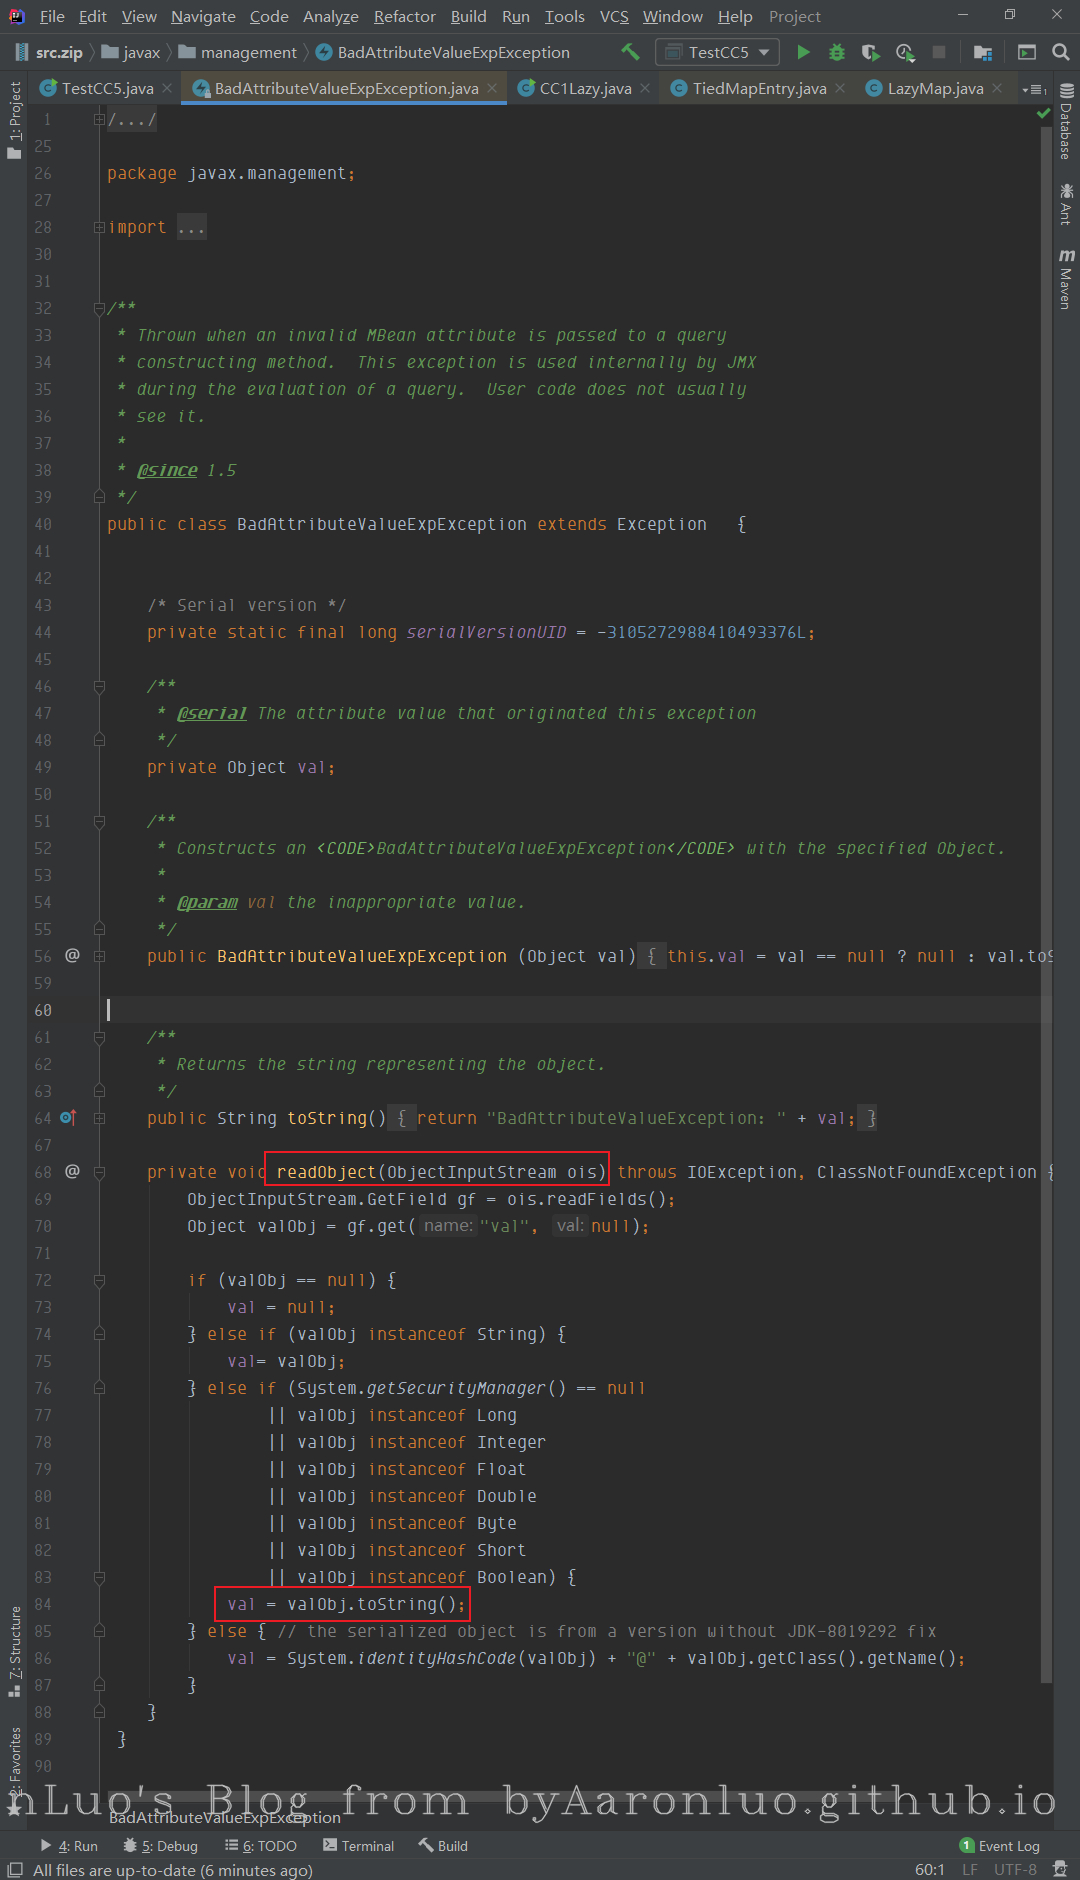 File Edit View Navigate Code Analyze Refactor Build Run Tools VCS Window Help Project
src.zip javax management BadAttributeValueExpException TestCC5
TestCC5.java BadAttributeValueExpException.java CC1Lazy.java TiedMapEntry.java LazyMap.java
1: Project
Database
Ant
Maven
1 /.../
25
26 package javax.management;
27
28 import ...
30
31
32 /**
33 * Thrown when an invalid MBean attribute is passed to a query
34 * constructing method.  This exception is used internally by JMX
35 * during the evaluation of a query.  User code does not usually
36 * see it.
37 *
38 * @since 1.5
39 */
40 public class BadAttributeValueExpException extends Exception   {
41
42
43 /* Serial version */
44 private static final long serialVersionUID = -3105272988410493376L;
45
46 /**
47 * @serial The attribute value that originated this exception
48 */
49 private Object val;
50
51 /**
52 * Constructs an <CODE>BadAttributeValueExpException</CODE> with the specified Object.
53 *
54 * @param val the inappropriate value.
55 */
56 @ public BadAttributeValueExpException (Object val) { this.val = val == null ? null : val.toS
59
60
61 /**
62 * Returns the string representing the object.
63 */
64 public String toString() { return "BadAttributeValueException: " + val; }
67
68 @ private void readObject(ObjectInputStream ois) throws IOException, ClassNotFoundException {
69 ObjectInputStream.GetField gf = ois.readFields();
70 Object valObj = gf.get( name: "val", val: null);
71
72 if (valObj == null) {
73 val = null;
74 } else if (valObj instanceof String) {
75 val= valObj;
76 } else if (System.getSecurityManager() == null
77 || valObj instanceof Long
78 || valObj instanceof Integer
79 || valObj instanceof Float
80 || valObj instanceof Double
81 || valObj instanceof Byte
82 || valObj instanceof Short
83 || valObj instanceof Boolean) {
84 val = valObj.toString();
85 } else { // the serialized object is from a version without JDK-8019292 fix
86 val = System.identityHashCode(valObj) + "@" + valObj.getClass().getName();
87 }
88 }
89 }
90
7: Structure
2: Favorites
nLuo's Blog from byAaronluo.github.io
BadAttributeValueExpException
4: Run 5: Debug 6: TODO Terminal Build 1 Event Log
All files are up-to-date (6 minutes ago) 60:1 LF UTF-8